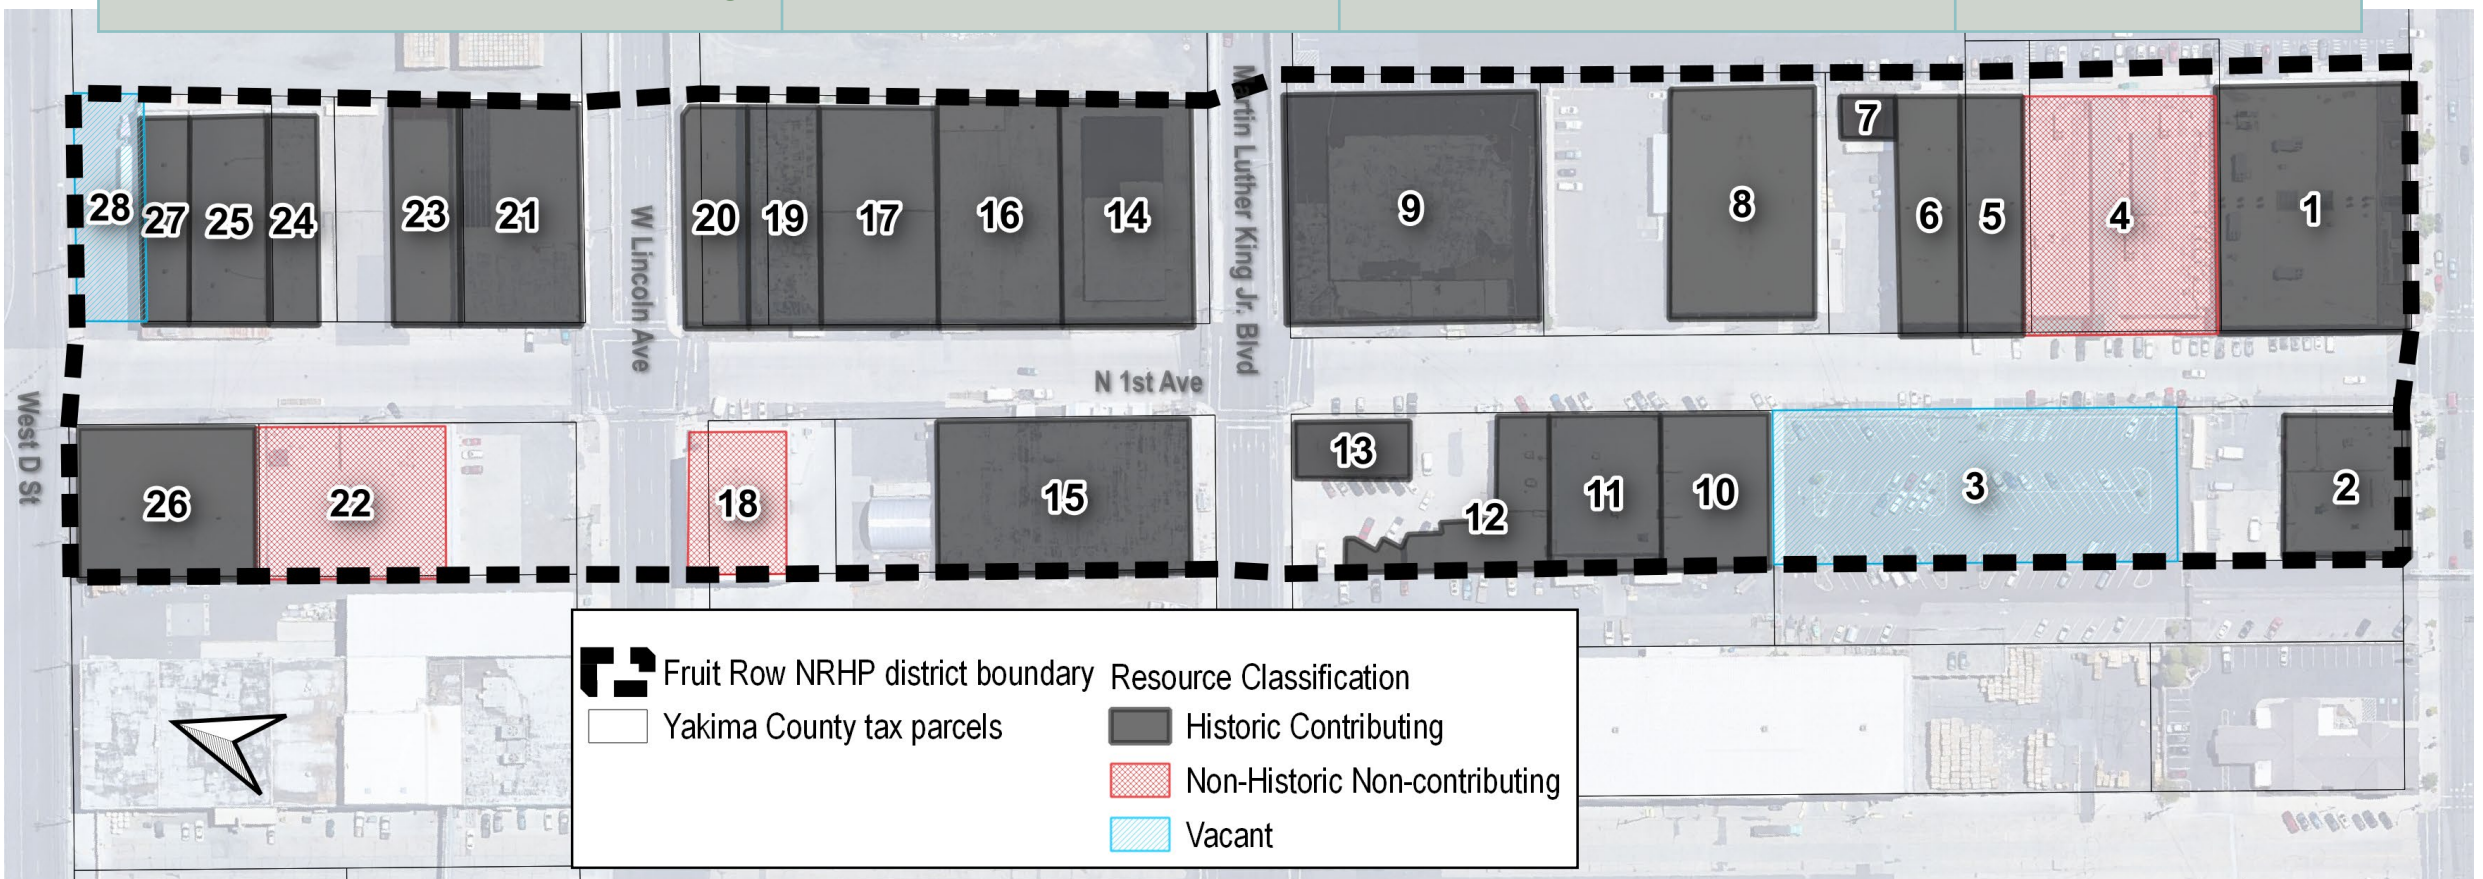 Martin Luther King Jr. Blvd
7
28
27
25
24
23
21
20
19
17
16
14
9
8
6
5
4
1
W Lincoln Ave
N 1st Ave
West D St
26
22
18
15
13
12
11
10
3
2
Fruit Row NRHP district boundary
Yakima County tax parcels
Resource Classification
Historic Contributing
Non-Historic Non-contributing
Vacant